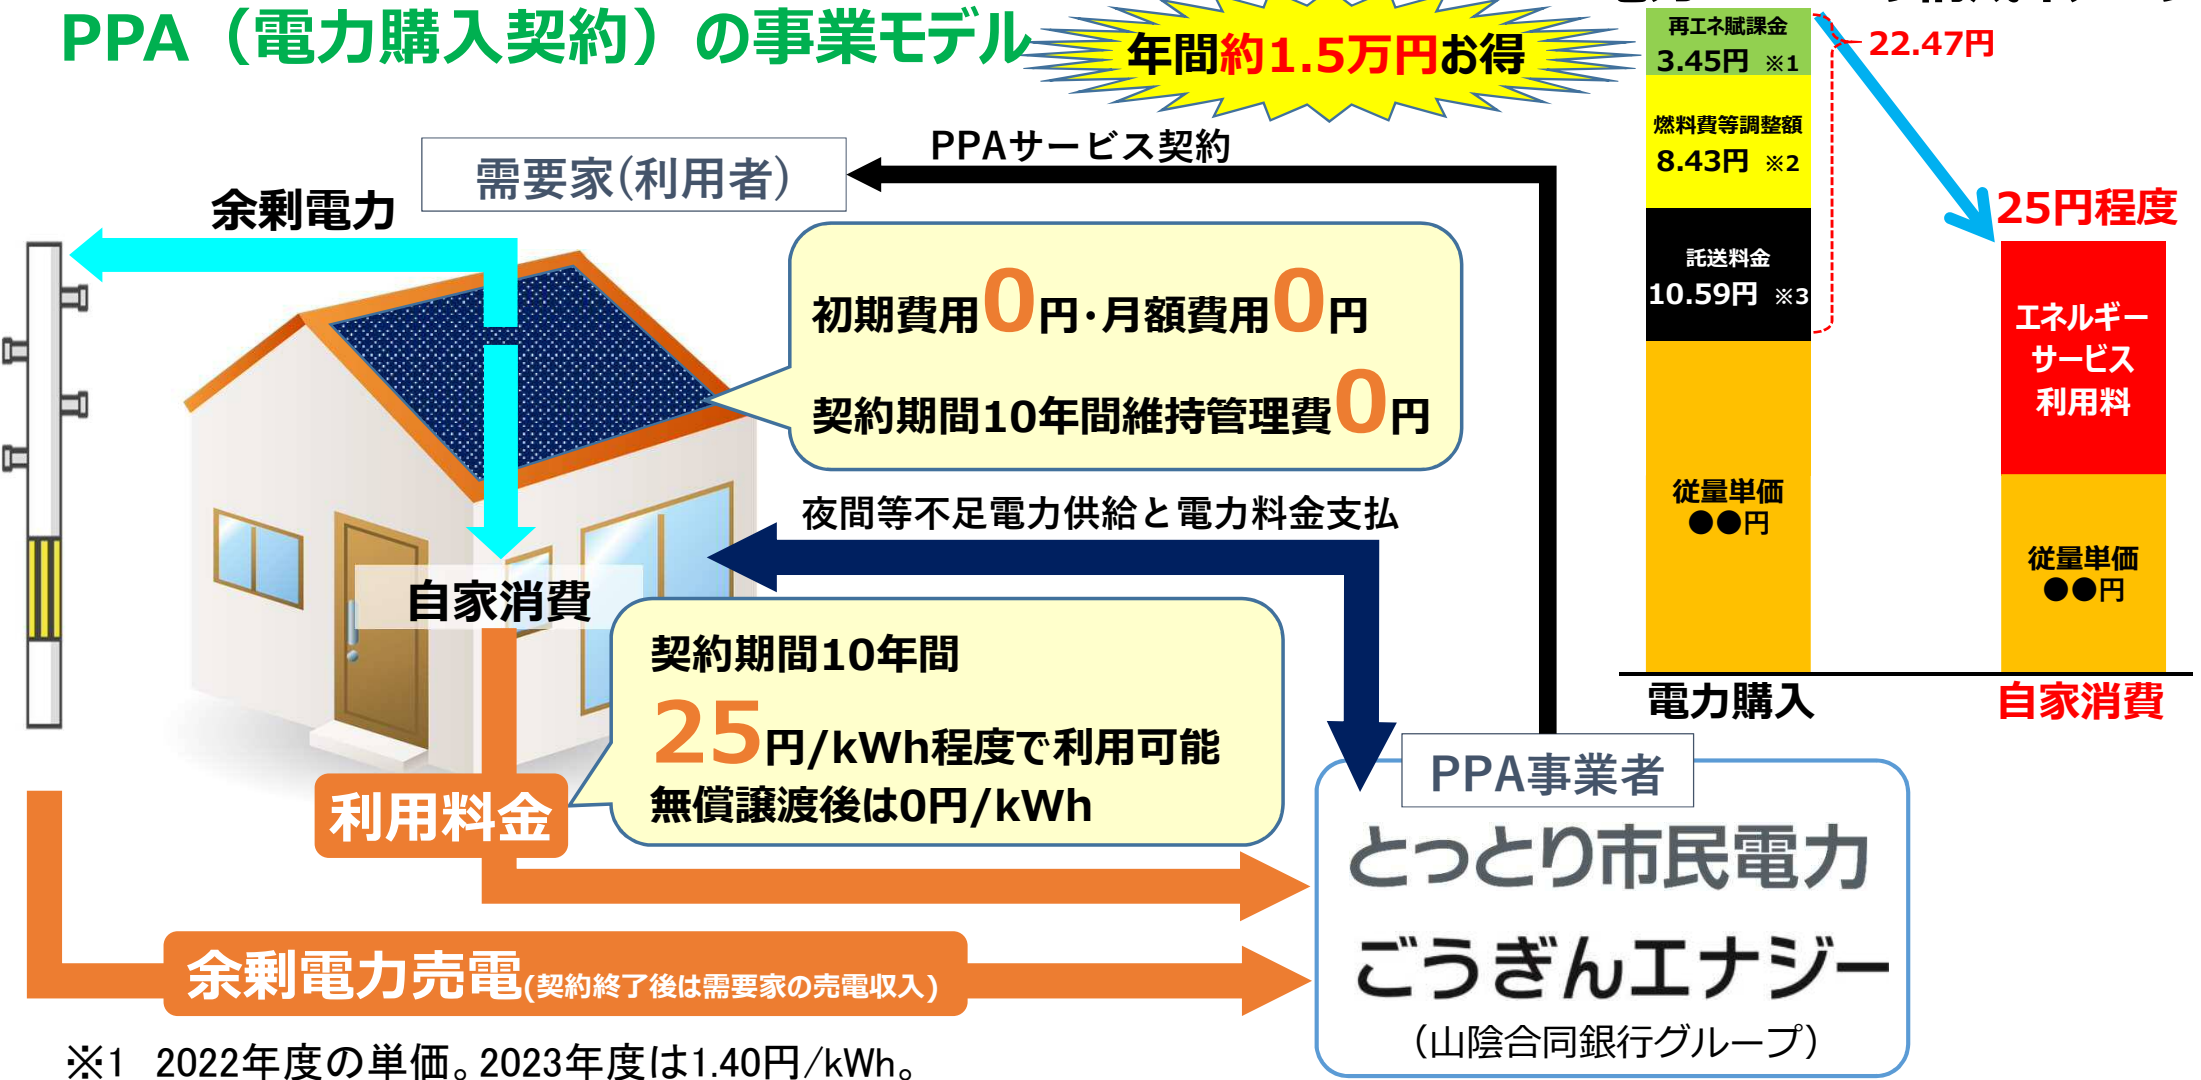 PPA（電力購入契約）の事業モデル
年間約1.5万円お得
PPAサービス契約
需要家(利用者)
余剰電力
初期費用0円・月額費用0円
契約期間10年間維持管理費0円
夜間等不足電力供給と電力料金支払
自家消費
契約期間10年間
25円/kWh程度で利用可能
無償譲渡後は0円/kWh
利用料金
余剰電力売電(契約終了後は需要家の売電収入)
PPA事業者
とっとり市民電力
ごうぎんエナジー
（山陰合同銀行グループ）
再エネ賦課金
3.45円 ※1
22.47円
燃料費等調整額
8.43円 ※2
託送料金
10.59円 ※3
従量単価
●●円
電力購入
25円程度
エネルギー
サービス
利用料
従量単価
●●円
自家消費
※1 2022年度の単価。2023年度は1.40円/kWh。